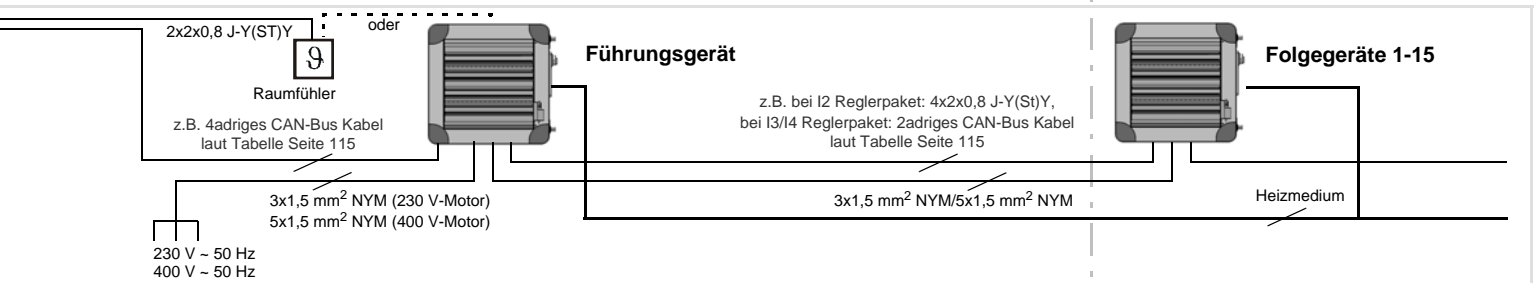 2x2x0,8 J-Y(ST)Y
oder
ϑ
Raumfühler
Führungsgerät
Folgegeräte 1-15
z.B. 4adriges CAN-Bus Kabel
laut Tabelle Seite 115
z.B. bei I2 Reglerpaket: 4x2x0,8 J-Y(St)Y,
bei I3/I4 Reglerpaket: 2adriges CAN-Bus Kabel
laut Tabelle Seite 115
3x1,5 mm² NYM (230 V-Motor)
5x1,5 mm² NYM (400 V-Motor)
3x1,5 mm² NYM/5x1,5 mm² NYM
Heizmedium
230 V ~ 50 Hz
400 V ~ 50 Hz